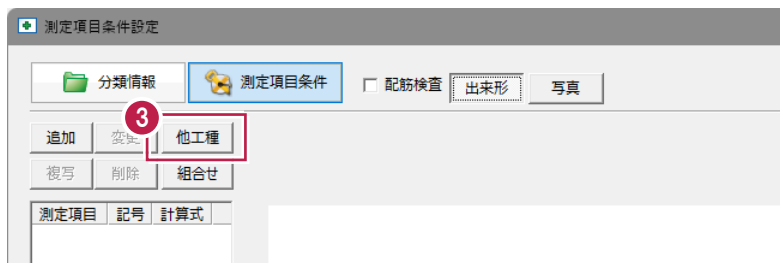 測定項目条件設定
分類情報 測定項目条件 配筋検査 出来形 写真
3
追加 変更 他工種
複写 削除 組合せ
測定項目 記号 計算式